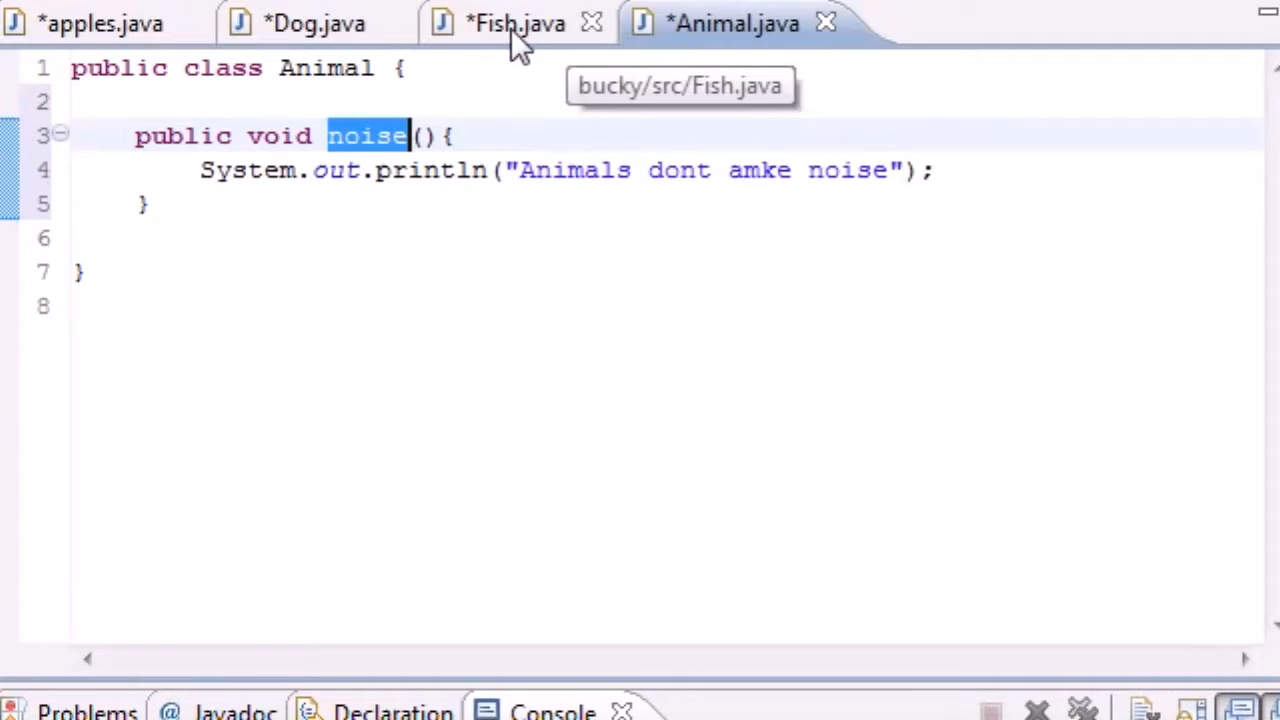 *apples.java *Dog.java *Fish.java *Animal.java
bucky/src/Fish.java
1 public class Animal {
2
3 public void noise(){
4 System.out.println("Animals dont amke noise");
5 }
6
7 }
8
Problems @ Javadoc Declaration Console